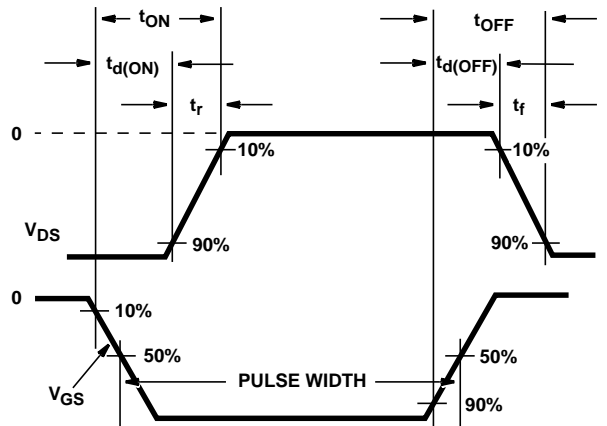 tON
tOFF
td(ON)
td(OFF)
tr
tf
0
10%
10%
VDS
90%
90%
0
10%
50%
50%
VGS
PULSE WIDTH
90%